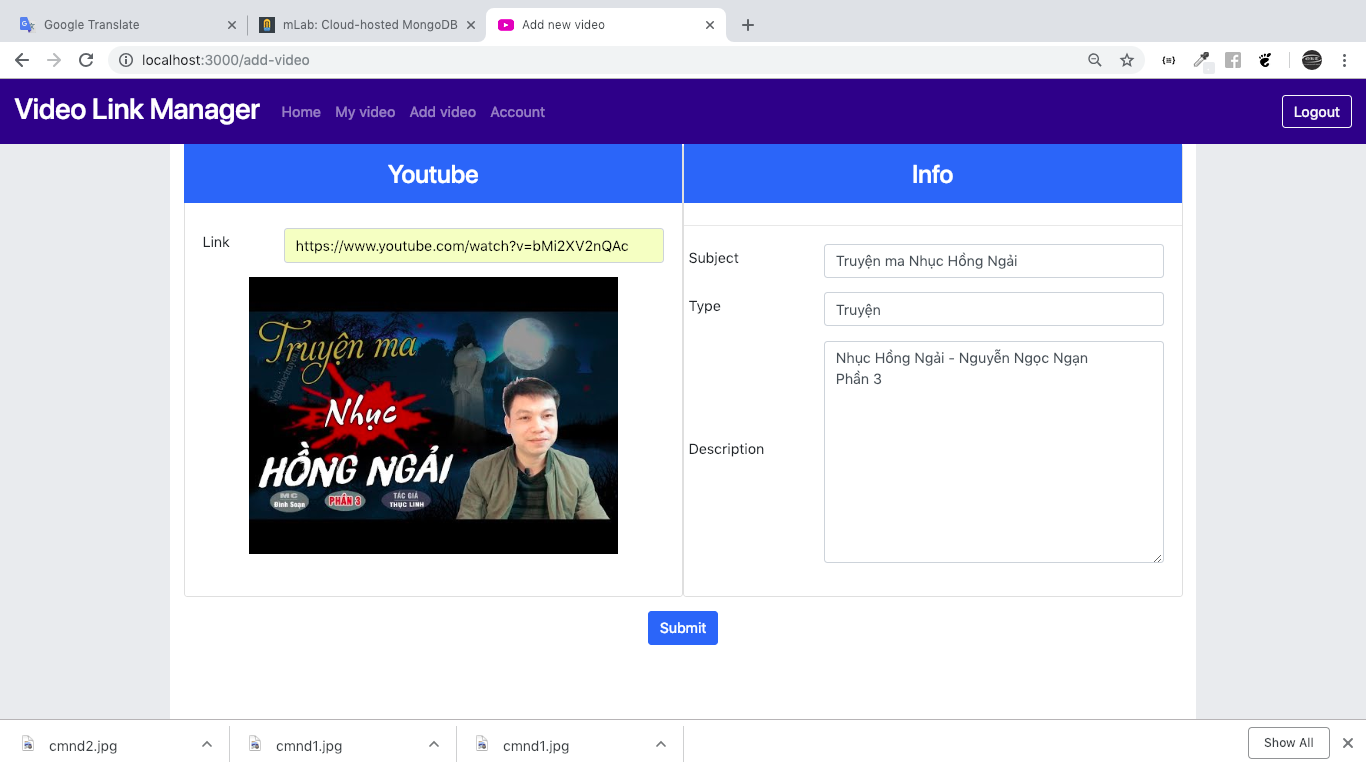 Google Translate
mLab: Cloud-hosted MongoDB
Add new video
localhost:3000/add-video
Video Link Manager
Home
My video
Add video
Account
Logout
Youtube
Info
Link
https://www.youtube.com/watch?v=bMi2XV2nQAc
Truyện ma
Nhục
HỒNG NGẢI
MC
Đình Soạn
PHẦN 3
TÁC GIẢ
THỤC LINH
Subject
Truyện ma Nhục Hồng Ngải
Type
Truyện
Description
Nhục Hồng Ngải - Nguyễn Ngọc Ngạn
Phần 3
Submit
cmnd2.jpg
cmnd1.jpg
cmnd1.jpg
Show All